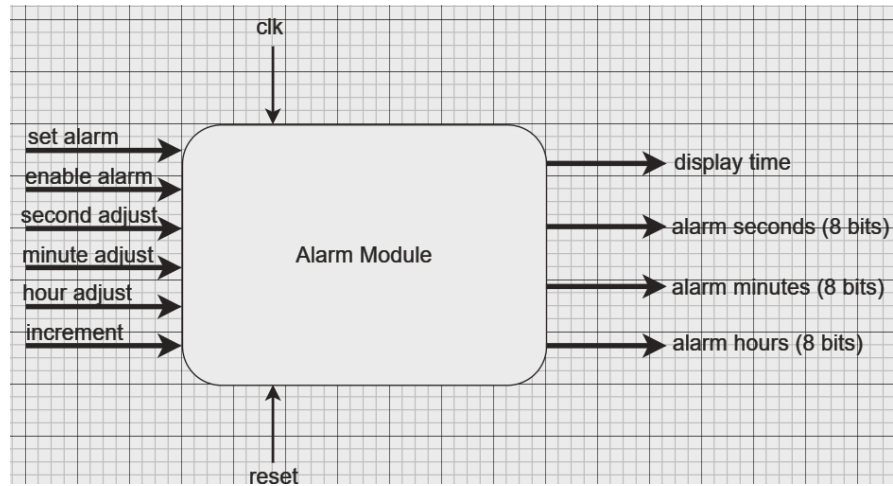 clk
set alarm
enable alarm
second adjust
minute adjust
hour adjust
increment
Alarm Module
display time
alarm seconds (8 bits)
alarm minutes (8 bits)
alarm hours (8 bits)
reset